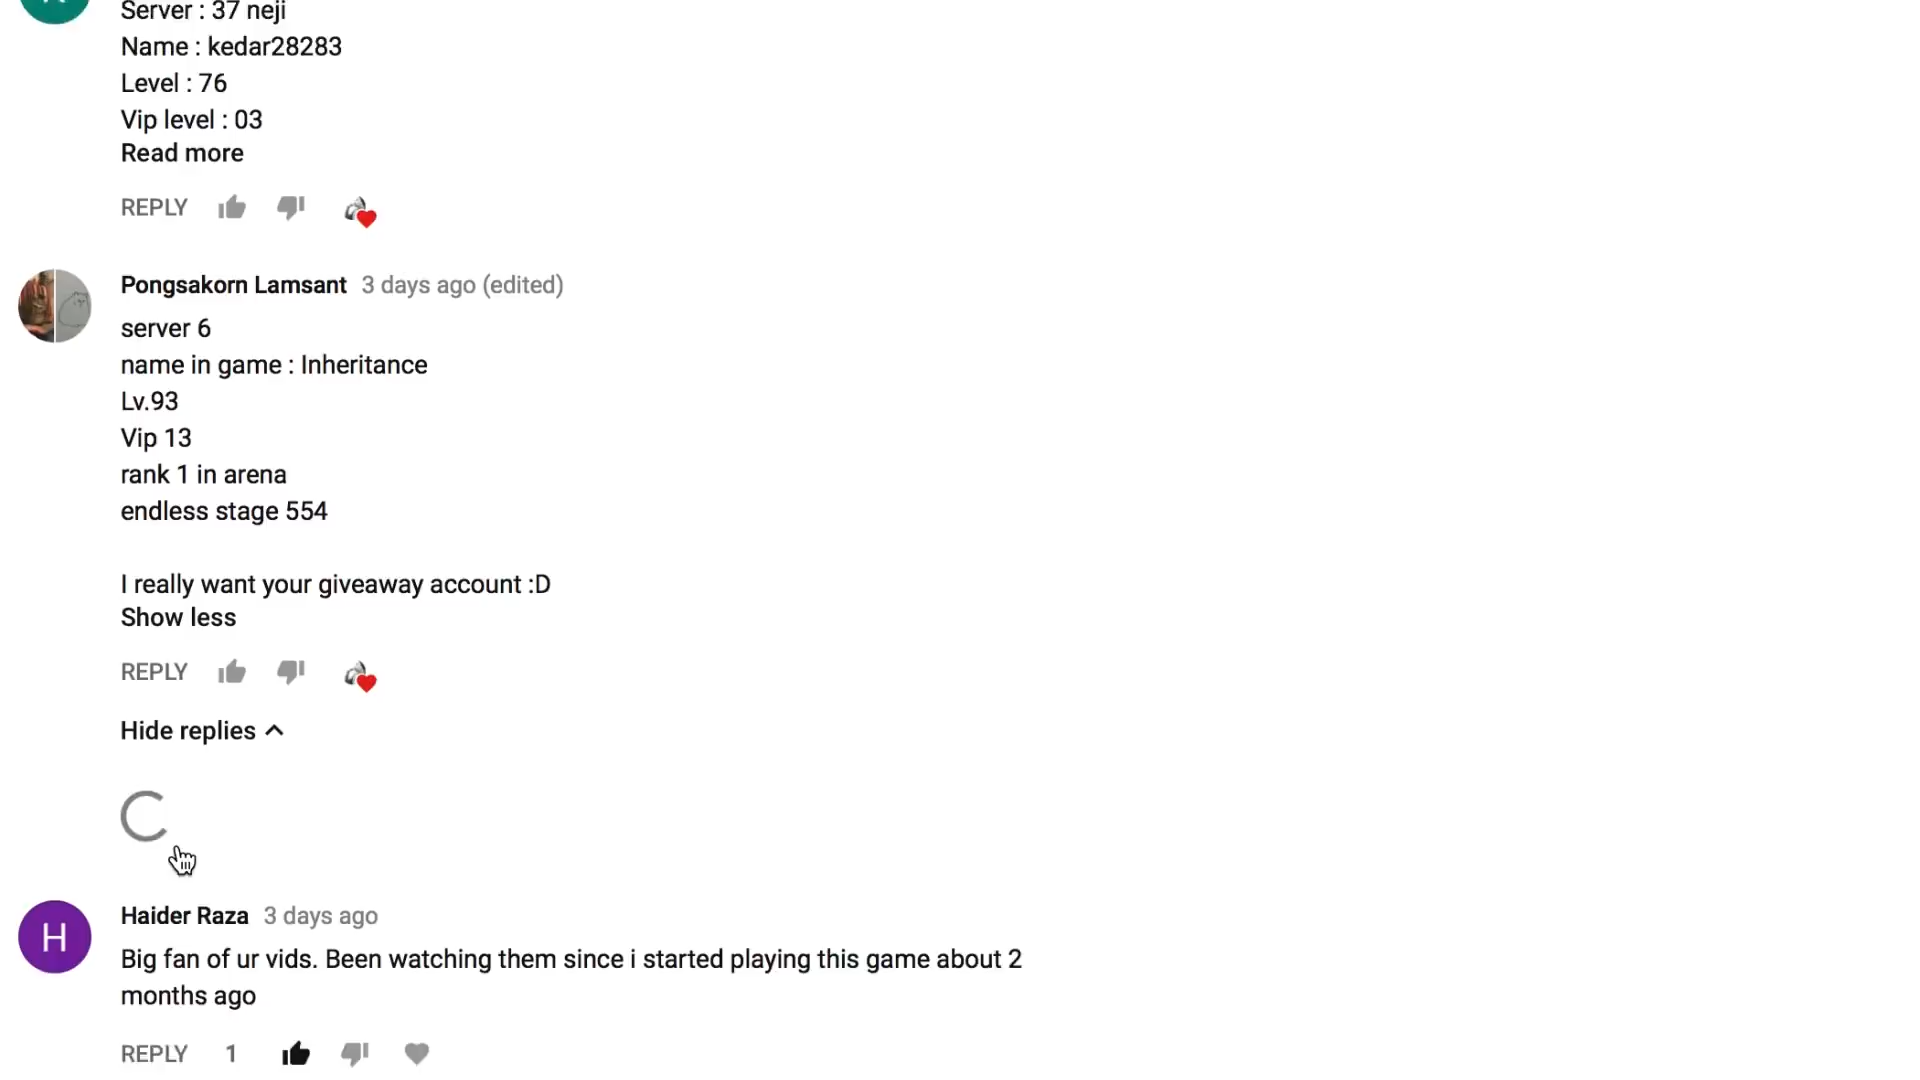 Server : 37 neji
Name : kedar28283
Level : 76
Vip level : 03
Read more
REPLY
Pongsakorn Lamsant 3 days ago (edited)
server 6
name in game : Inheritance
Lv.93
Vip 13
rank 1 in arena
endless stage 554
I really want your giveaway account :D
Show less
REPLY
Hide replies
H
Haider Raza 3 days ago
Big fan of ur vids. Been watching them since i started playing this game about 2
months ago
REPLY 1